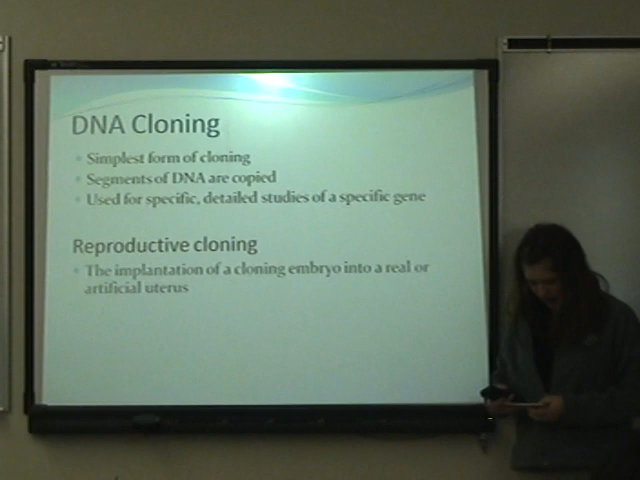 DNA Cloning
Simplest form of cloning
Segments of DNA are copied
Used for specific, detailed studies of a specific gene
Reproductive cloning
The implantation of a cloning embryo into a real or
artificial uterus